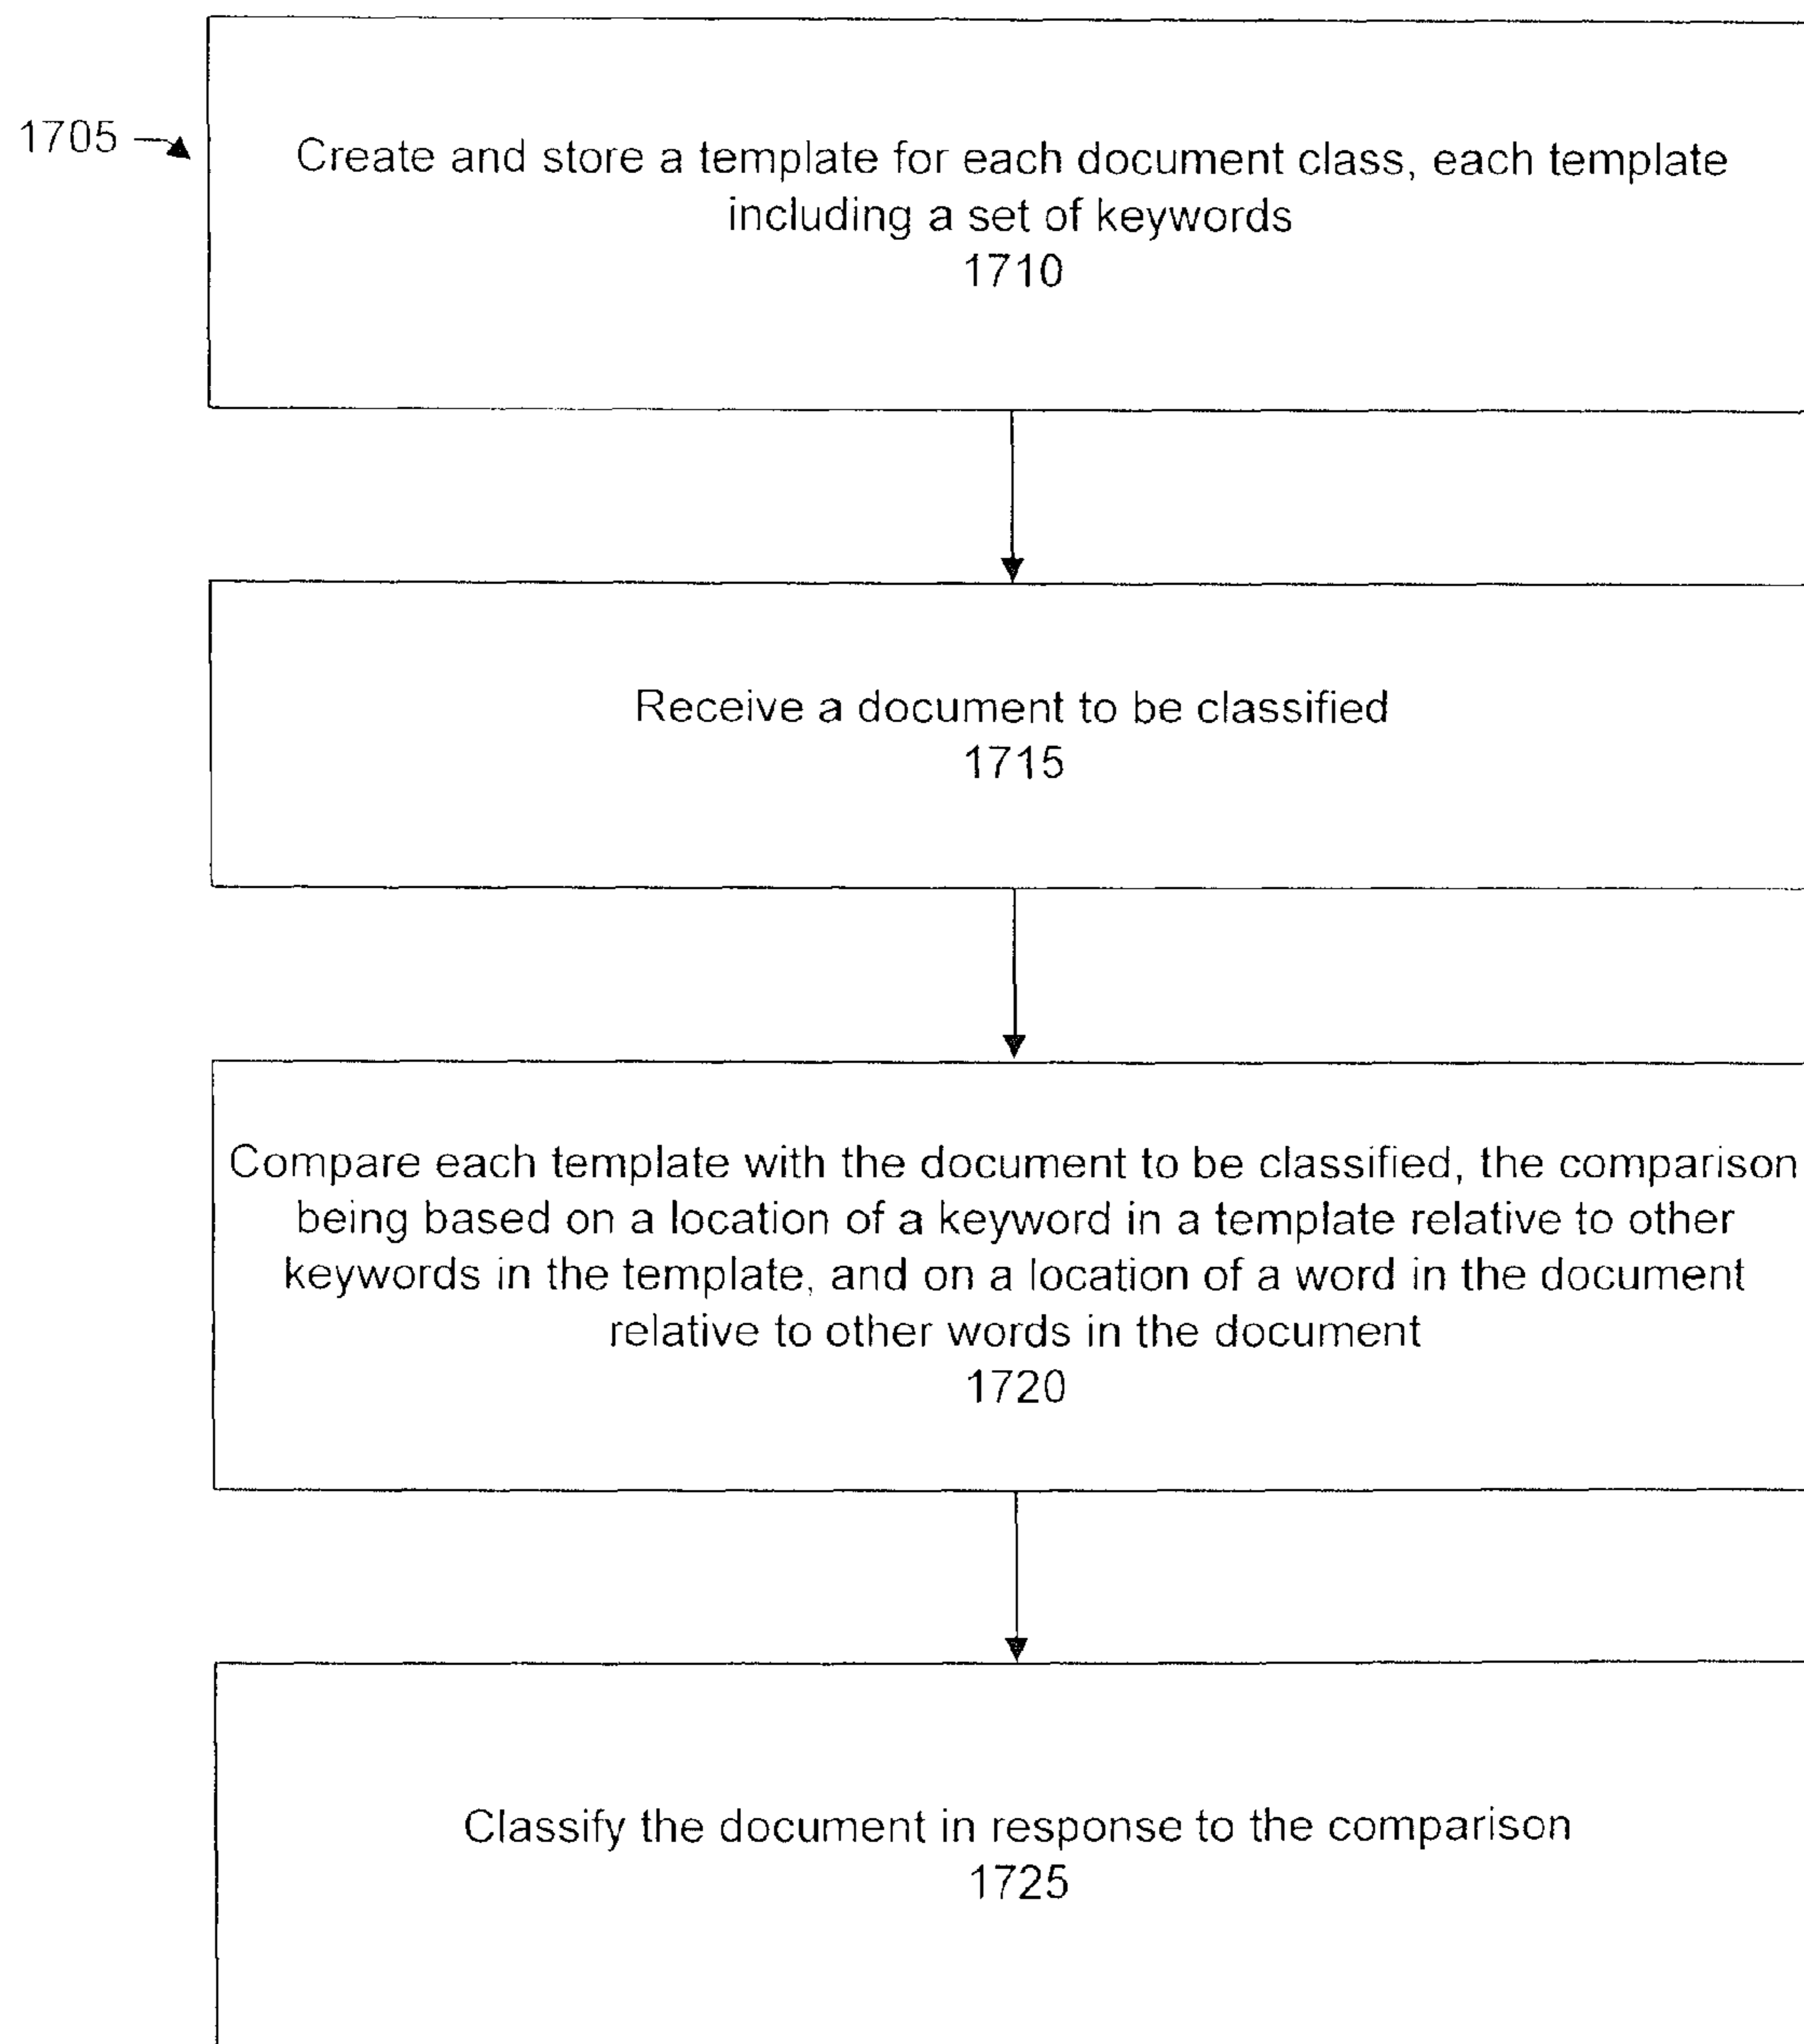 1705
Create and store a template for each document class, each template
including a set of keywords
1710
Receive a document to be classified
1715
Compare each template with the document to be classified, the comparison
being based on a location of a keyword in a template relative to other
keywords in the template, and on a location of a word in the document
relative to other words in the document
1720
Classify the document in response to the comparison
1725